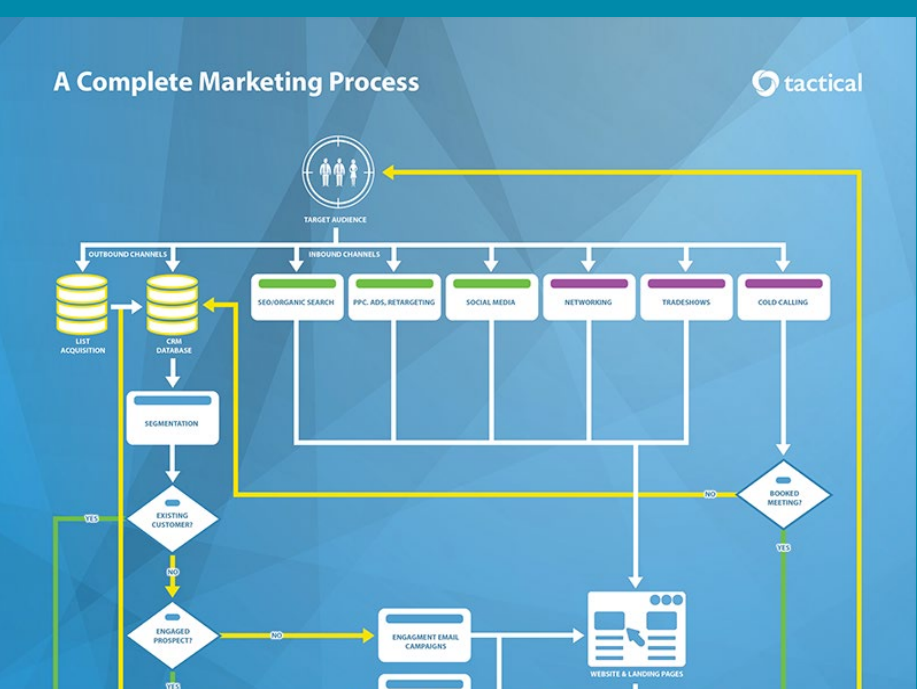 A Complete Marketing Process
tactical
TARGET AUDIENCE
OUTBOUND CHANNELS
INBOUND CHANNELS
SEO/ORGANIC SEARCH
PPC. ADS, RETARGETING
SOCIAL MEDIA
NETWORKING
TRADESHOWS
COLD CALLING
LIST
ACQUISITION
CRM
DATABASE
SEGMENTATION
NO
BOOKED
MEETING?
YES
EXISTING
CUSTOMER?
YES
NO
ENGAGED
PROSPECT?
NO
ENGAGMENT EMAIL
CAMPAIGNS
WEBSITE & LANDING PAGES
YES